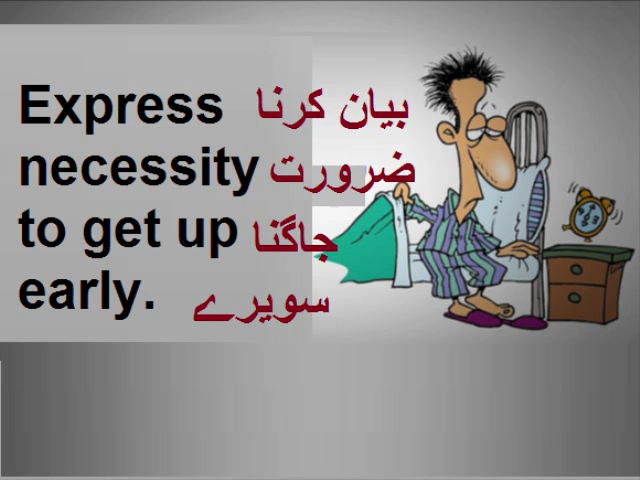 Express بیان کرنا
necessity ضرورت
to get up جاگنا
early. سویرے